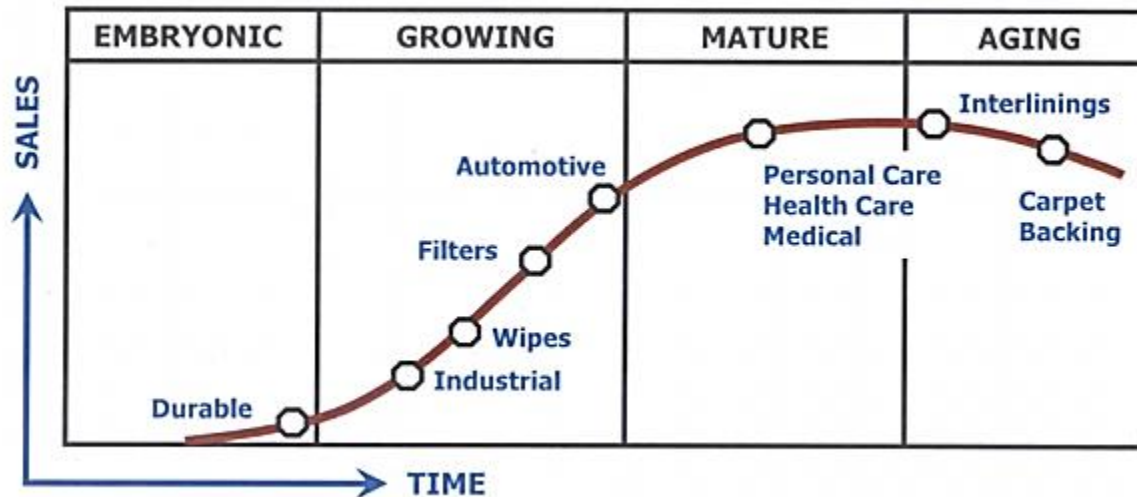 EMBRYONIC GROWING MATURE AGING
SALES
Interlinings
Automotive
Personal Care
Health Care
Medical
Carpet
Backing
Filters
Wipes
Industrial
Durable
TIME